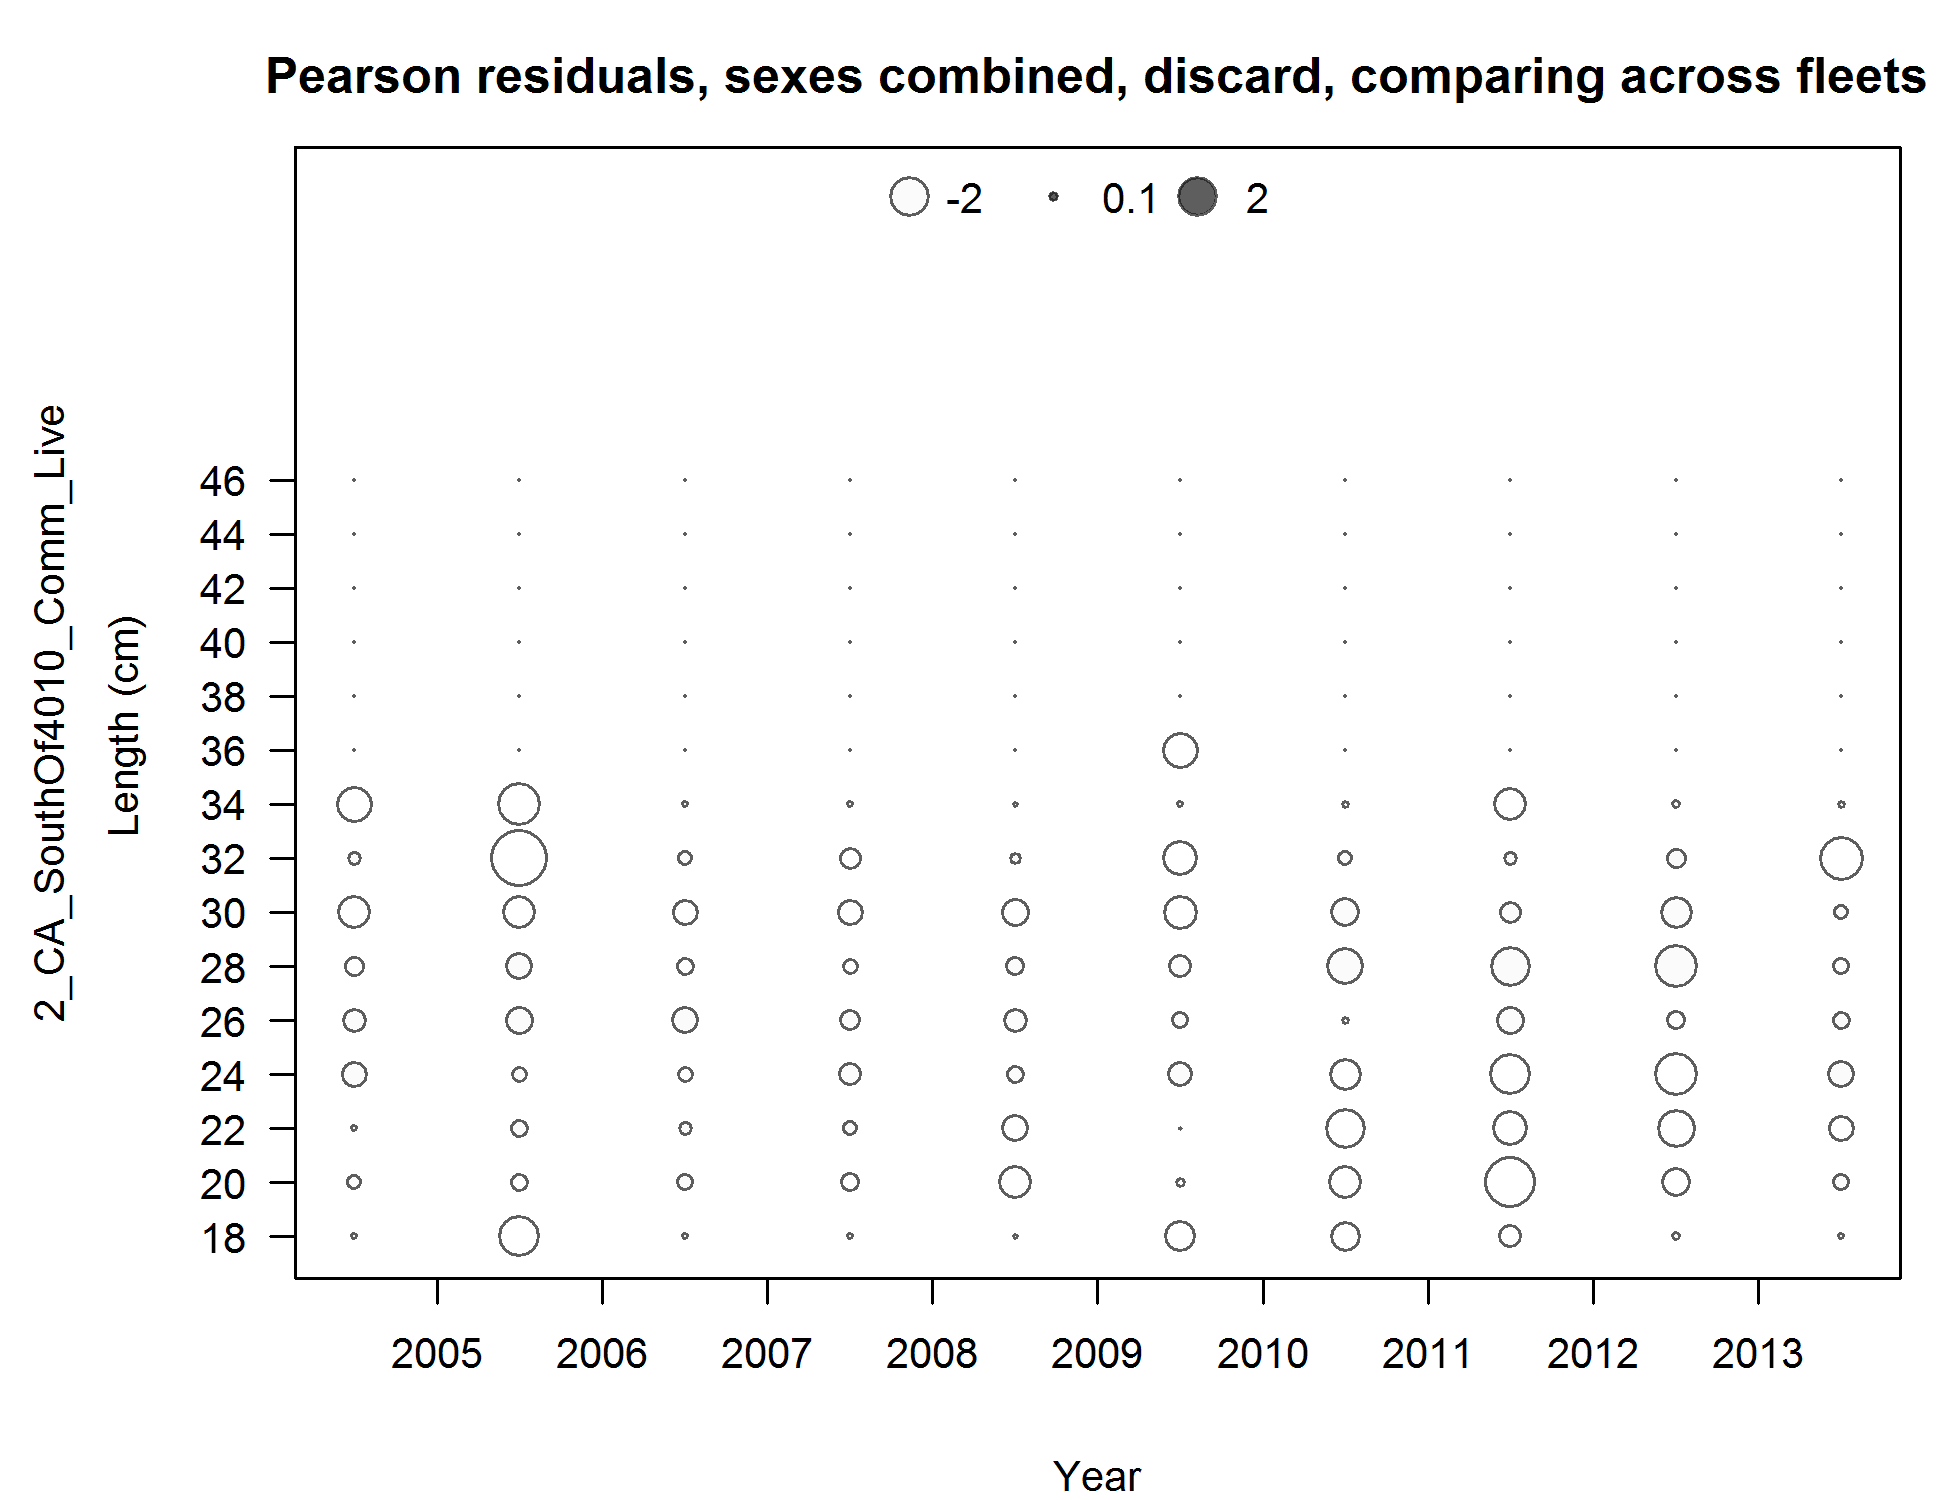 Pearson residuals, sexes combined, discard, comparing across fleets
-2 0.1 2
2_CA_SouthOf4010_Comm_Live
Length (cm)
46
44
42
40
38
36
34
32
30
28
26
24
22
20
18
2005 2006 2007 2008 2009 2010 2011 2012 2013
Year